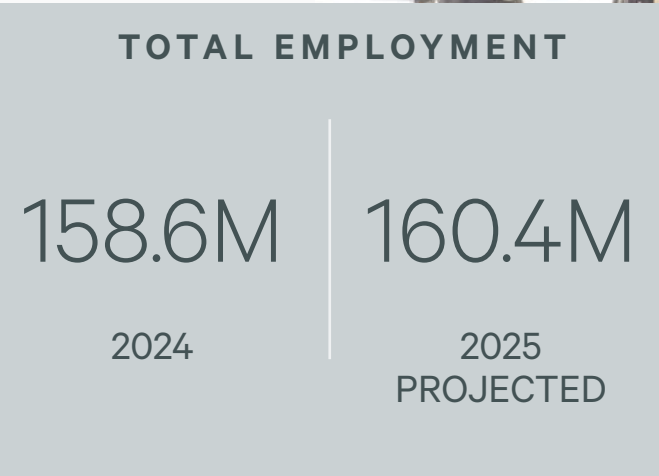 TOTAL EMPLOYMENT
158.6M
2024
160.4M
2025
PROJECTED